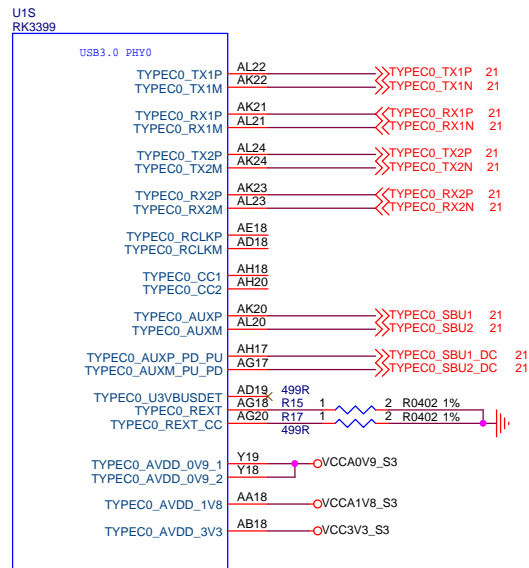 U1S
RK3399
USB3.0 PHY0
TYPEC0_TX1P AL22 TYPEC0_TX1P 21
TYPEC0_TX1M AK22 TYPEC0_TX1N 21
TYPEC0_RX1P AK21 TYPEC0_RX1P 21
TYPEC0_RX1M AL21 TYPEC0_RX1N 21
TYPEC0_TX2P AL24 TYPEC0_TX2P 21
TYPEC0_TX2M AK24 TYPEC0_TX2N 21
TYPEC0_RX2P AK23 TYPEC0_RX2P 21
TYPEC0_RX2M AL23 TYPEC0_RX2N 21
TYPEC0_RCLKP AE18
TYPEC0_RCLKM AD18
TYPEC0_CC1 AH18
TYPEC0_CC2 AH20
TYPEC0_AUXP AK20 TYPEC0_SBU1 21
TYPEC0_AUXM AL20 TYPEC0_SBU2 21
TYPEC0_AUXP_PD_PU AH17 TYPEC0_SBU1_DC 21
TYPEC0_AUXM_PU_PD AG17 TYPEC0_SBU2_DC 21
TYPEC0_U3VBUSDET AD19 499R
TYPEC0_REXT AG18 R15 1 2 R0402 1%
TYPEC0_REXT_CC AG20 R17 1 2 R0402 1%
499R
TYPEC0_AVDD_0V9_1 Y19 VCCA0V9_S3
TYPEC0_AVDD_0V9_2 Y18
TYPEC0_AVDD_1V8 AA18 VCCA1V8_S3
TYPEC0_AVDD_3V3 AB18 VCC3V3_S3